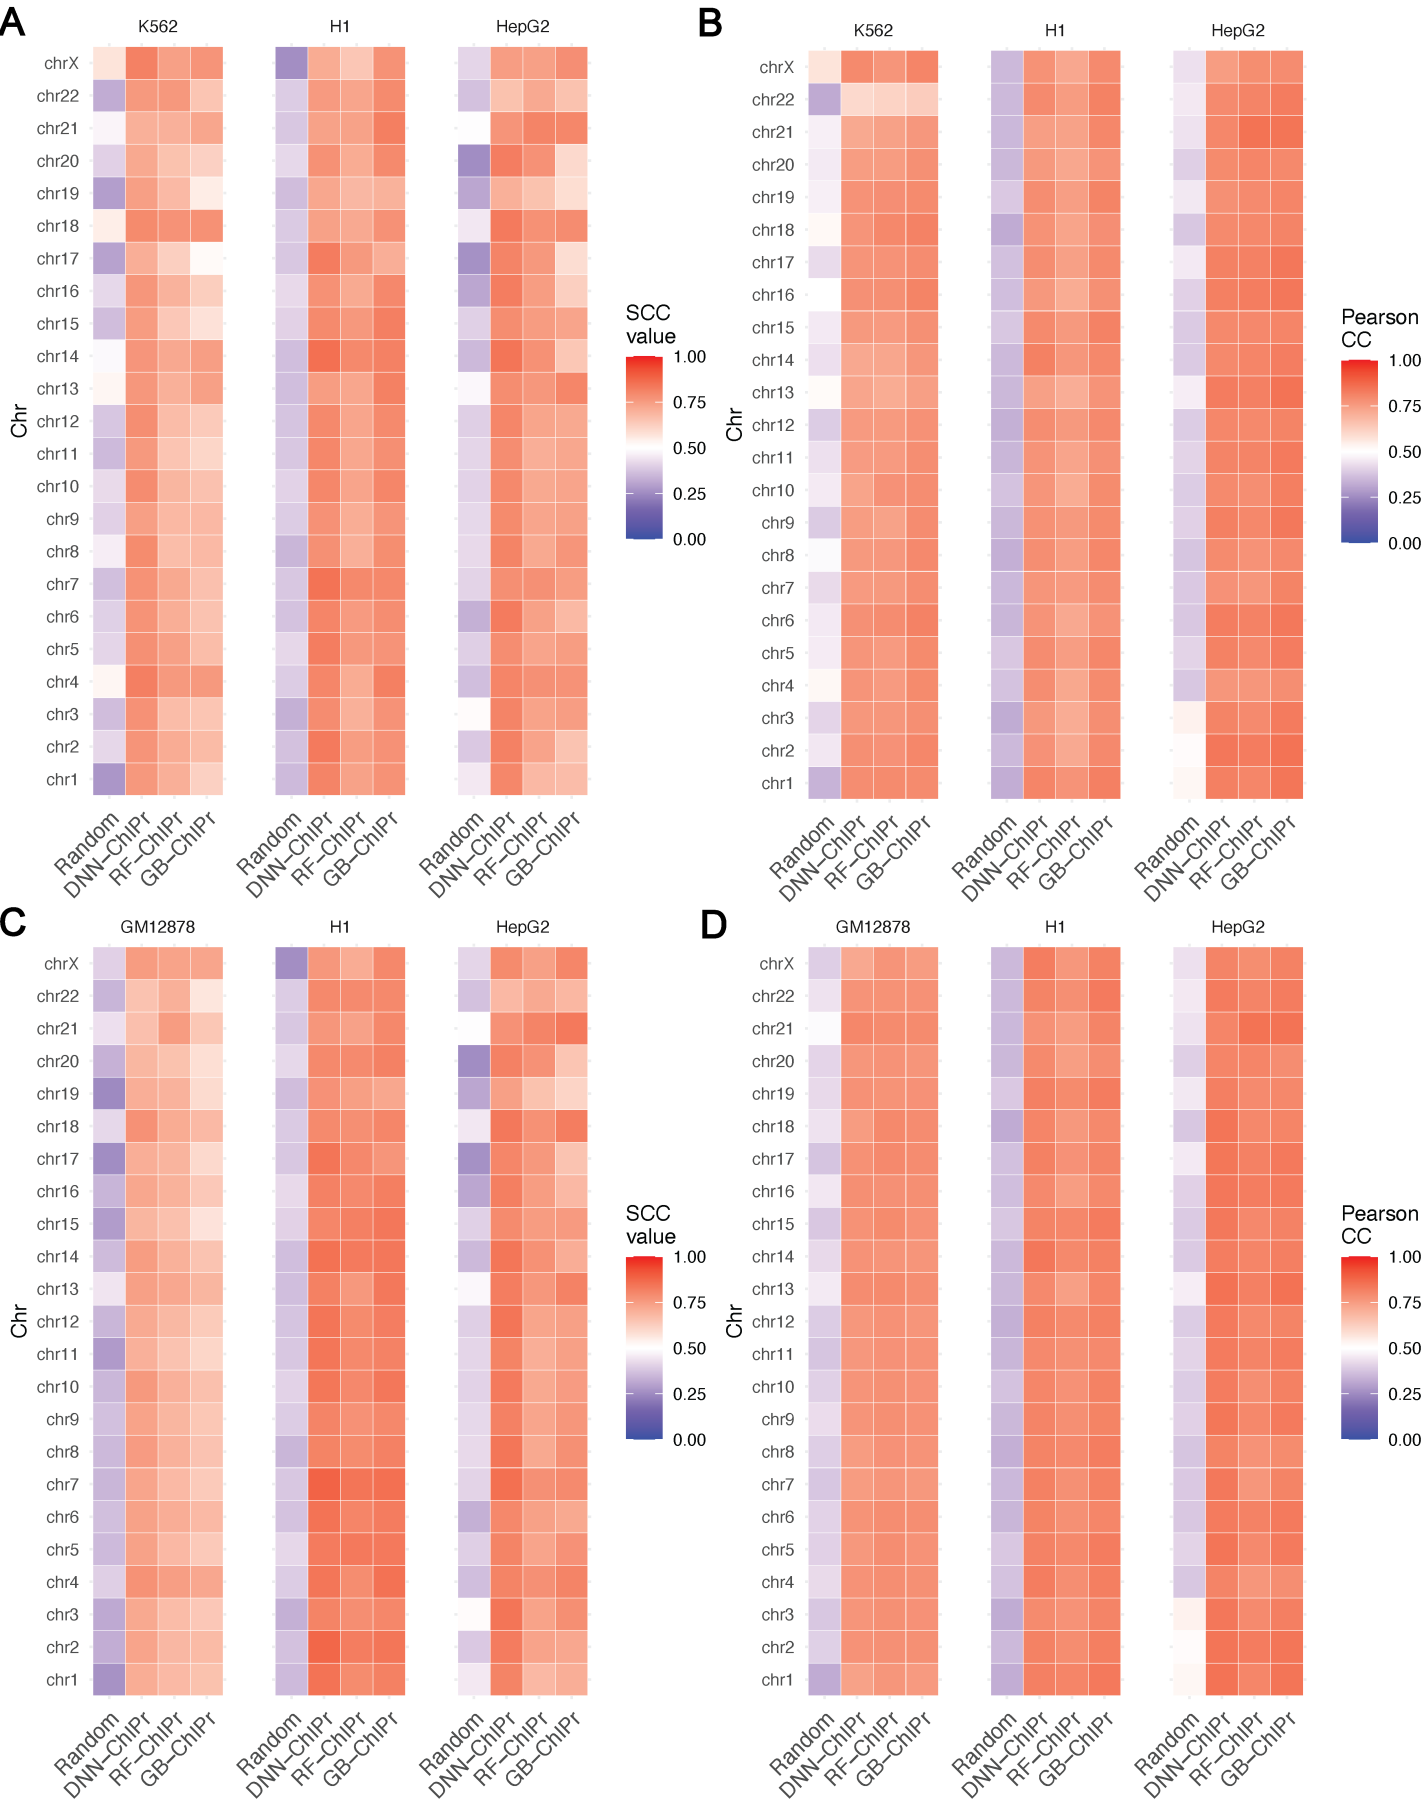 A
K562
H1
HepG2
chrX
chr22
chr21
chr20
chr19
chr18
chr17
chr16
chr15
chr14
chr13
chr12
chr11
chr10
chr9
chr8
chr7
chr6
chr5
chr4
chr3
chr2
chr1
Chr
Random
DNN−ChIPr
RF−ChIPr
GB−ChIPr
Random
DNN−ChIPr
RF−ChIPr
GB−ChIPr
Random
DNN−ChIPr
RF−ChIPr
GB−ChIPr
SCC
value
1.00
0.75
0.50
0.25
0.00
B
K562
H1
HepG2
chrX
chr22
chr21
chr20
chr19
chr18
chr17
chr16
chr15
chr14
chr13
chr12
chr11
chr10
chr9
chr8
chr7
chr6
chr5
chr4
chr3
chr2
chr1
Chr
Random
DNN−ChIPr
RF−ChIPr
GB−ChIPr
Random
DNN−ChIPr
RF−ChIPr
GB−ChIPr
Random
DNN−ChIPr
RF−ChIPr
GB−ChIPr
Pearson
CC
1.00
0.75
0.50
0.25
0.00
C
GM12878
H1
HepG2
chrX
chr22
chr21
chr20
chr19
chr18
chr17
chr16
chr15
chr14
chr13
chr12
chr11
chr10
chr9
chr8
chr7
chr6
chr5
chr4
chr3
chr2
chr1
Chr
Random
DNN−ChIPr
RF−ChIPr
GB−ChIPr
Random
DNN−ChIPr
RF−ChIPr
GB−ChIPr
Random
DNN−ChIPr
RF−ChIPr
GB−ChIPr
SCC
value
1.00
0.75
0.50
0.25
0.00
D
GM12878
H1
HepG2
chrX
chr22
chr21
chr20
chr19
chr18
chr17
chr16
chr15
chr14
chr13
chr12
chr11
chr10
chr9
chr8
chr7
chr6
chr5
chr4
chr3
chr2
chr1
Chr
Random
DNN−ChIPr
RF−ChIPr
GB−ChIPr
Random
DNN−ChIPr
RF−ChIPr
GB−ChIPr
Random
DNN−ChIPr
RF−ChIPr
GB−ChIPr
Pearson
CC
1.00
0.75
0.50
0.25
0.00